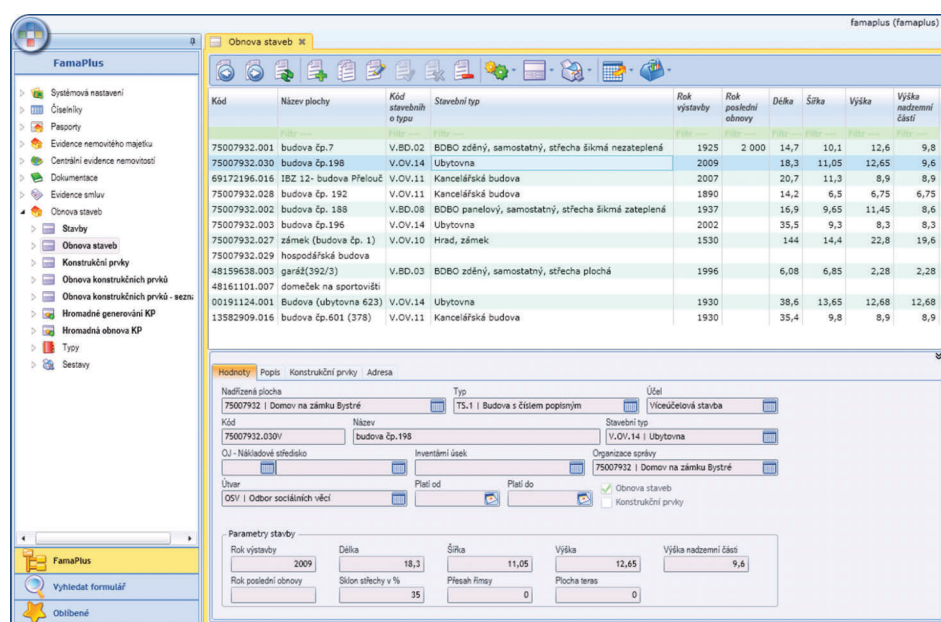 famaplus (famaplus)
Obnova staveb
FamaPlus
Systémová nastavení
Číselníky
Pasporty
Evidence nemovitého majetku
Centrální evidence nemovitostí
Dokumentace
Evidence smluv
Obnova staveb
Stavby
Obnova staveb
Konstrukční prvky
Obnova konstrukčních prvků
Obnova konstrukčních prvků - sezna
Hromadné generování KP
Hromadná obnova KP
Typy
Sestavy
FamaPlus
Vyhledat formulář
Oblíbené
Kód Název plochy Kód stavebníh o typu Stavební typ Rok výstavby Rok poslední obnovy Délka Šířka Výška Výška nadzemní části
Filtr ---- Filtr ---- Filtr ---- Filtr ---- Filtr ---- Filtr ---- Filtr ---- Filtr ---- Filtr ----
75007932.001 budova čp.7 V.BD.02 BDBO zděný, samostatný, střecha šikmá nezateplená 1925 2 000 14,7 10,1 12,6 9,8
75007932.030 budova čp.198 V.OV.14 Ubytovna 2009 18,3 11,05 12,65 9,6
69172196.016 IBZ 12- budova Přelouč V.OV.11 Kancelářská budova 2007 20,7 11,3 8,9 8,9
75007932.028 budova čp. 192 V.OV.11 Kancelářská budova 1890 14,2 6,5 6,75 6,75
75007932.002 budova čp. 188 V.BD.08 BDBO panelový, samostatný, střecha šikmá zateplená 1937 16,9 9,65 11,45 8,6
75007932.003 budova čp.196 V.OV.14 Ubytovna 2002 35,5 9,3 8,3 8,3
75007932.027 zámek (budova čp. 1) V.OV.10 Hrad, zámek 1530 144 14,4 22,8 19,6
75007932.029 hospodářská budova
48159638.003 garáž(392/3) V.BD.03 BDBO zděný, samostatný, střecha plochá 1996 6,08 6,85 2,28 2,28
48161101.007 domeček na sportovišti
00191124.001 Budova (ubytovna 623) V.OV.14 Ubytovna 1930 38,6 13,65 12,68 12,68
13582909.016 budova čp.601 (378) V.OV.11 Kancelářská budova 1930 35,4 9,8 8,9 8,9
Hodnoty Popis Konstrukční prvky Adresa
Nadřízená plocha Typ Účel
75007932 | Domov na zámku Bystré TS.1 | Budova s číslem popisným Víceúčelová stavba
Kód Název Stavební typ
75007932.030V budova čp.198 V.OV.14 | Ubytovna
OJ - Nákladové středisko Inventární úsek Organizace správy
75007932 | Domov na zámku Bystré
Útvar Platí od Platí do Obnova staveb
OSV | Odbor sociálních věcí Konstrukční prvky
Parametry stavby
Rok výstavby Délka Šířka Výška Výška nadzemní části
2009 18,3 11,05 12,65 9,6
Rok poslední obnovy Sklon střechy v % Přesah římsy Plocha teras
35 0 0